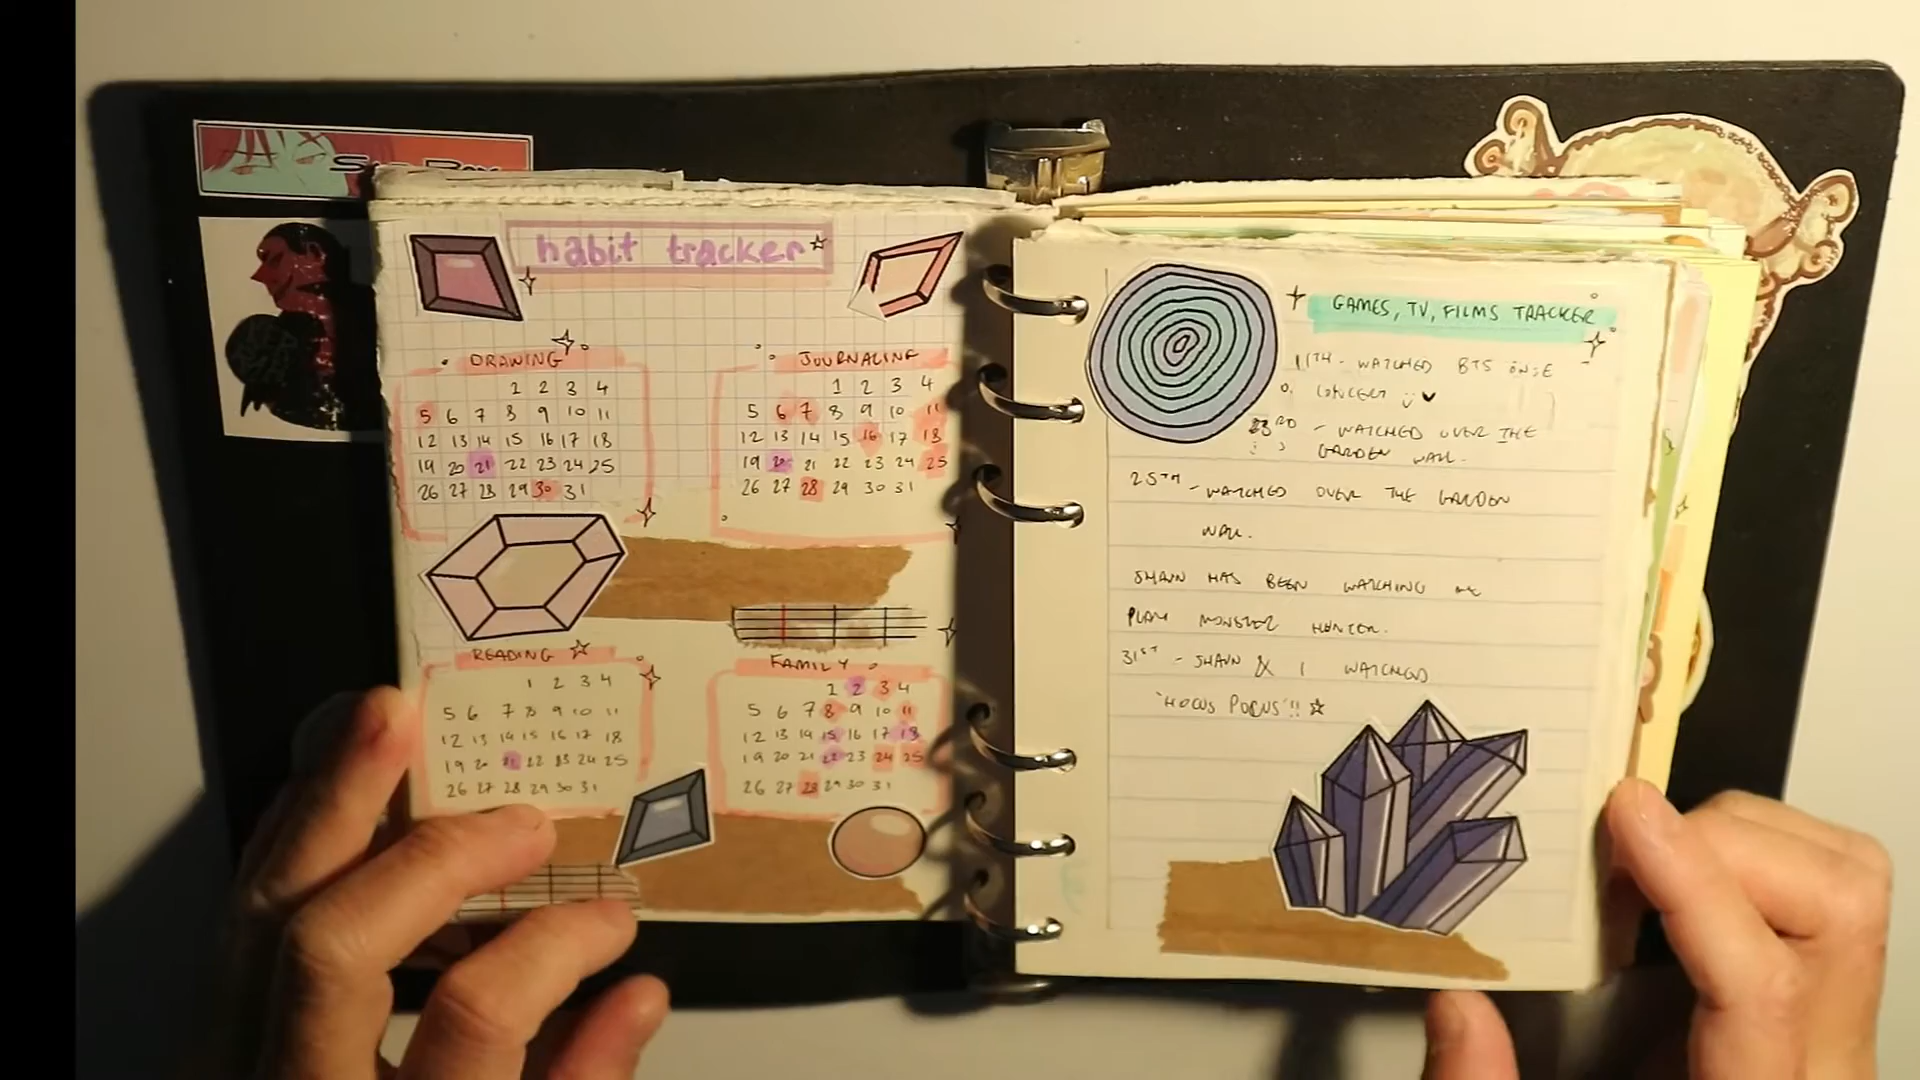 habit tracker
DRAWING
1 2 3 4
5 6 7 8 9 10 11
12 13 14 15 16 17 18
19 20 21 22 23 24 25
26 27 28 29 30 31
JOURNALING
1 2 3 4
5 6 7 8 9 10 11
12 13 14 15 16 17 18
19 20 21 22 23 24 25
26 27 28 29 30 31
READING
1 2 3 4
5 6 7 8 9 10 11
12 13 14 15 16 17 18
19 20 21 22 23 24 25
26 27 28 29 30 31
FAMILY
1 2 3 4
5 6 7 8 9 10 11
12 13 14 15 16 17 18
19 20 21 22 23 24 25
26 27 28 29 30 31
GAMES, TV, FILMS TRACKER
11TH - WATCHED BTS
CONCERT
23RD - WATCHED OVER THE
GARDEN WALL.
25TH - WATCHED OVER THE GARDEN
WALL.
SHAUN HAS BEEN WATCHING ME
PLAY MONSTER HUNTER.
31ST - SHAUN & I WATCHED
'HOCUS POCUS'!!